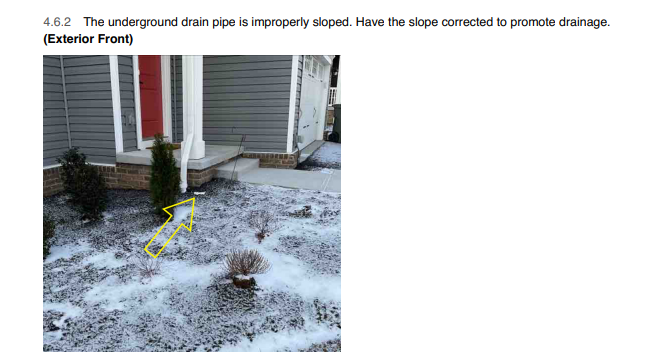 4.6.2 The underground drain pipe is improperly sloped. Have the slope corrected to promote drainage.
(Exterior Front)